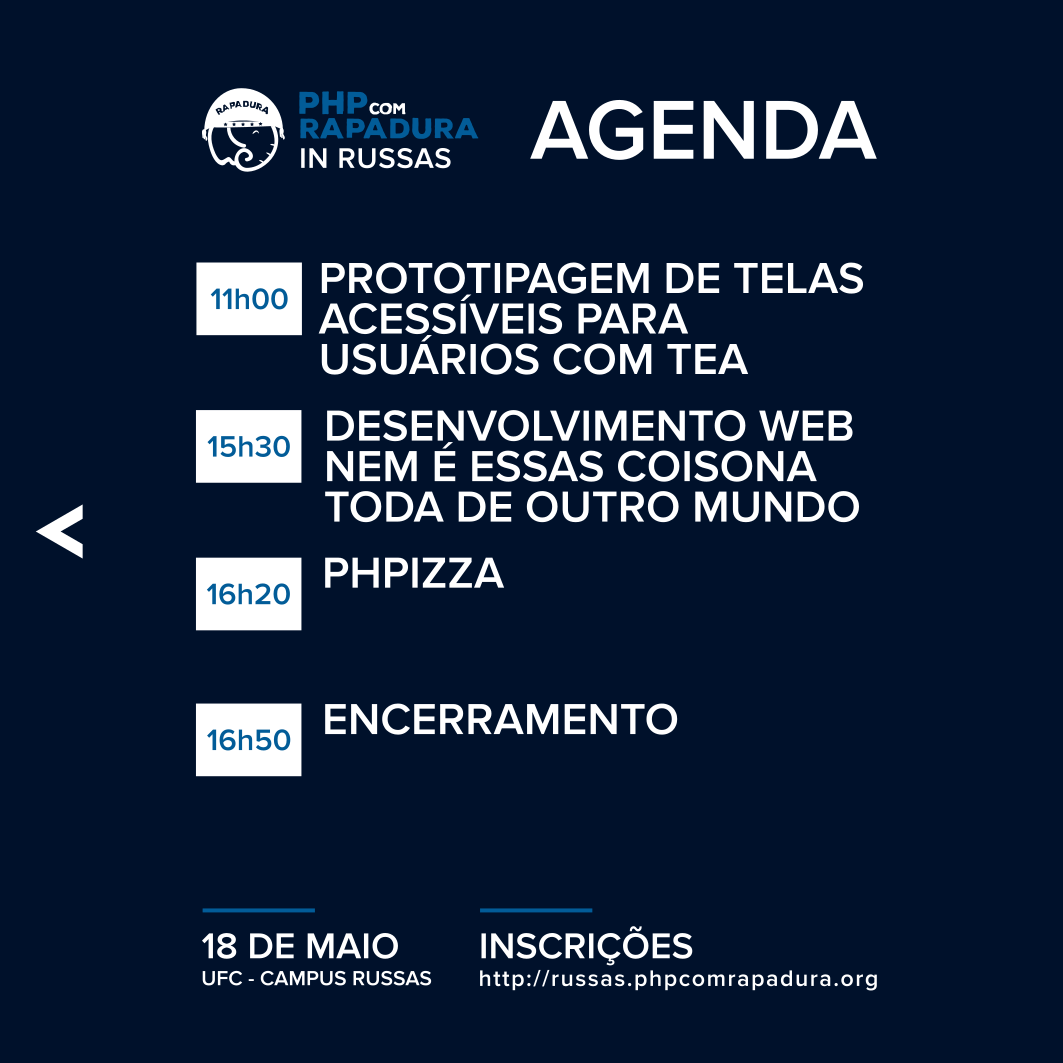 RAPADURA
PHP COM
RAPADURA
IN RUSSAS
AGENDA
11h00
PROTOTIPAGEM DE TELAS
ACESSÍVEIS PARA
USUÁRIOS COM TEA
15h30
DESENVOLVIMENTO WEB
NEM É ESSAS COISONA
TODA DE OUTRO MUNDO
<
16h20
PHPIZZA
16h50
ENCERRAMENTO
18 DE MAIO
UFC - CAMPUS RUSSAS
INSCRIÇÕES
http://russas.phpcomrapadura.org